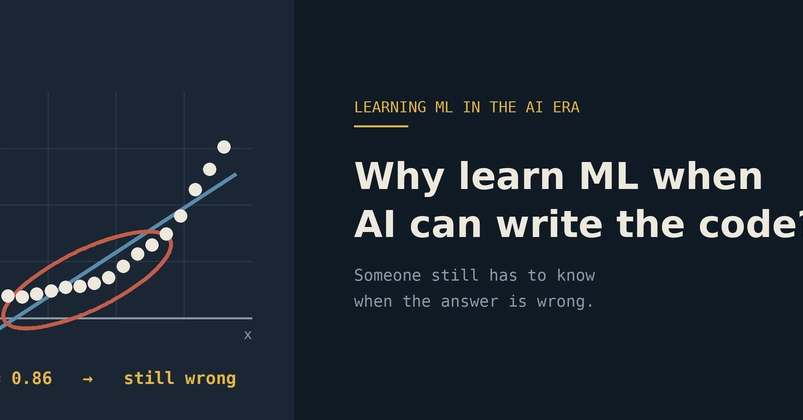 LEARNING ML IN THE AI ERA
Why learn ML when
AI can write the code?
Someone still has to know
when the answer is wrong.
x
0.86 → still wrong